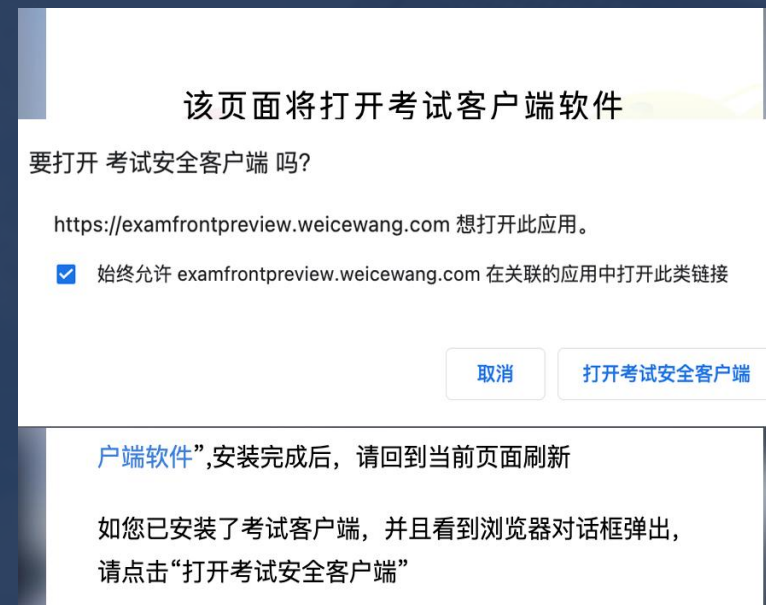 该页面将打开考试客户端软件
要打开 考试安全客户端 吗?
https://examfrontpreview.weicewang.com 想打开此应用。
始终允许 examfrontpreview.weicewang.com 在关联的应用中打开此类链接
取消 打开考试安全客户端
户端软件”,安装完成后，请回到当前页面刷新
如您已安装了考试客户端，并且看到浏览器对话框弹出，
请点击“打开考试安全客户端”